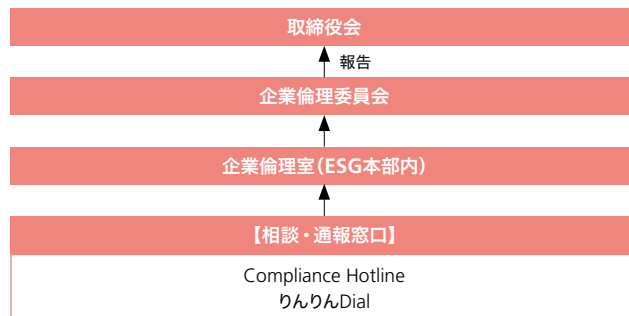 取締役会
報告
企業倫理委員会
企業倫理室（ESG本部内）
【相談・通報窓口】
Compliance Hotline
りんりんDial